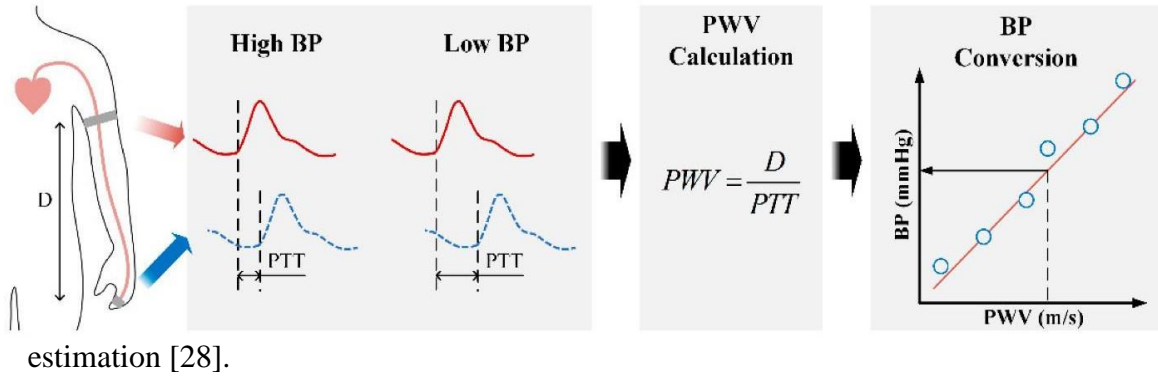 High BP
Low BP
PTT
PTT
D
PWV
Calculation
PWV = D / PTT
BP
Conversion
BP (mmHg)
PWV (m/s)
estimation [28].